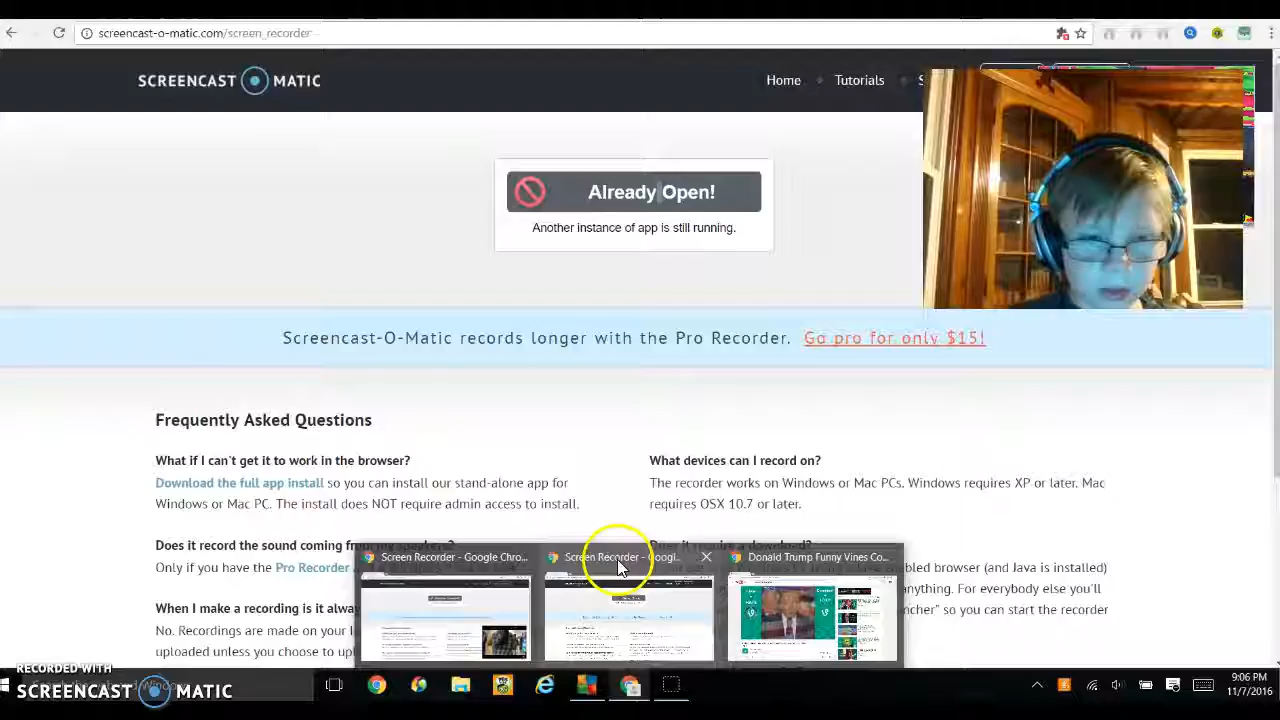 screencast-o-matic.com/screen_recorder
SCREENCAST MATIC
Home
Tutorials
Already Open!
Another instance of app is still running.
Screencast-O-Matic records longer with the Pro Recorder. Go pro for only $15!
Frequently Asked Questions
What if I can't get it to work in the browser?
Download the full app install so you can install our stand-alone app for
Windows or Mac PC. The install does NOT require admin access to install.
Does it record the sound coming
Only if you have the Pro Recorder
When I make a recording is it
No. Recordings are made on your
uploaded unless you choose to
What devices can I record on?
The recorder works on Windows or Mac PCs. Windows requires XP or later. Mac
requires OSX 10.7 or later.
enabled browser (and Java is installed)
anything. For everybody else you'll
so you can start the recorder
Screen Recorder - Google Chro...
Screen Recorder - Googl...
Donald Trump Funny Vines Co...
RECORDED WITH
SCREENCAST MATIC
9:06 PM
11/7/2016